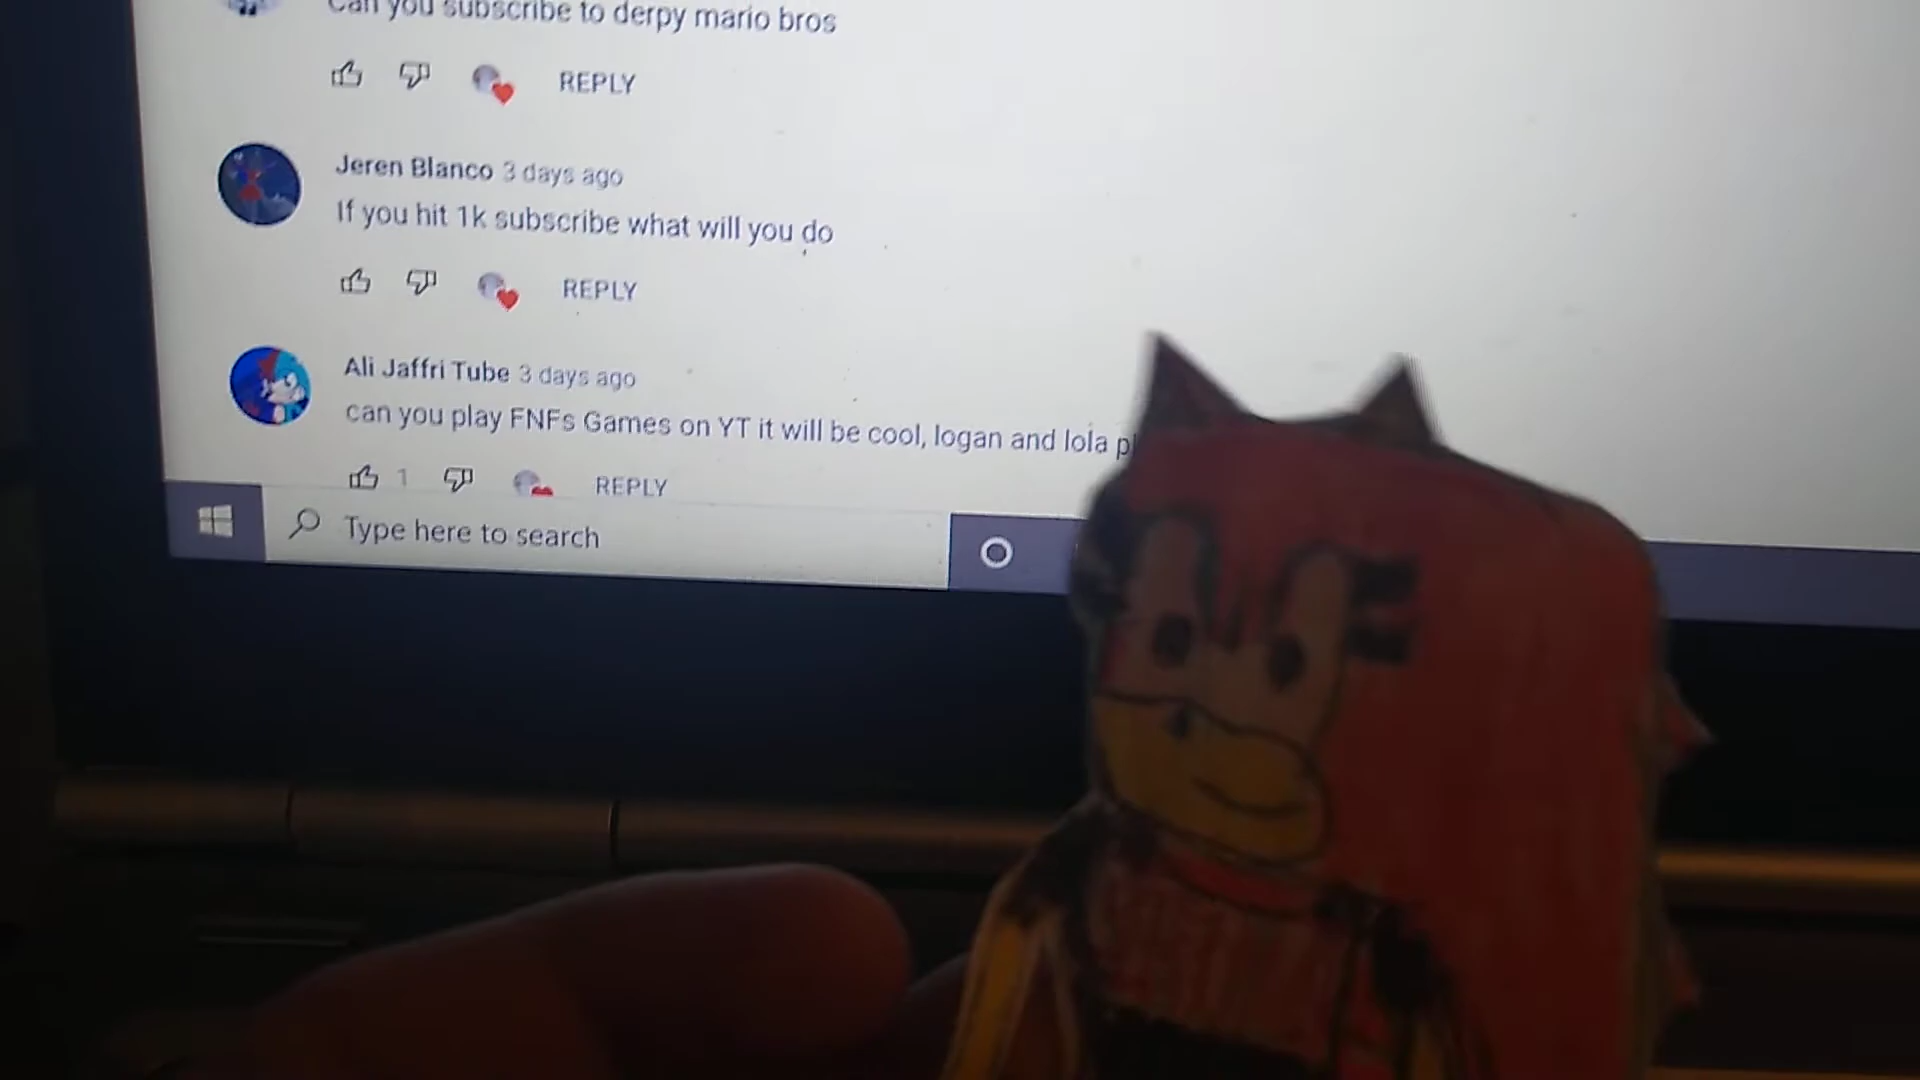 Can you subscribe to derpy mario bros
REPLY
Jeren Blanco 3 days ago
If you hit 1k subscribe what will you do
REPLY
Ali Jaffri Tube 3 days ago
can you play FNFs Games on YT it will be cool, logan and lola
1 REPLY
Type here to search